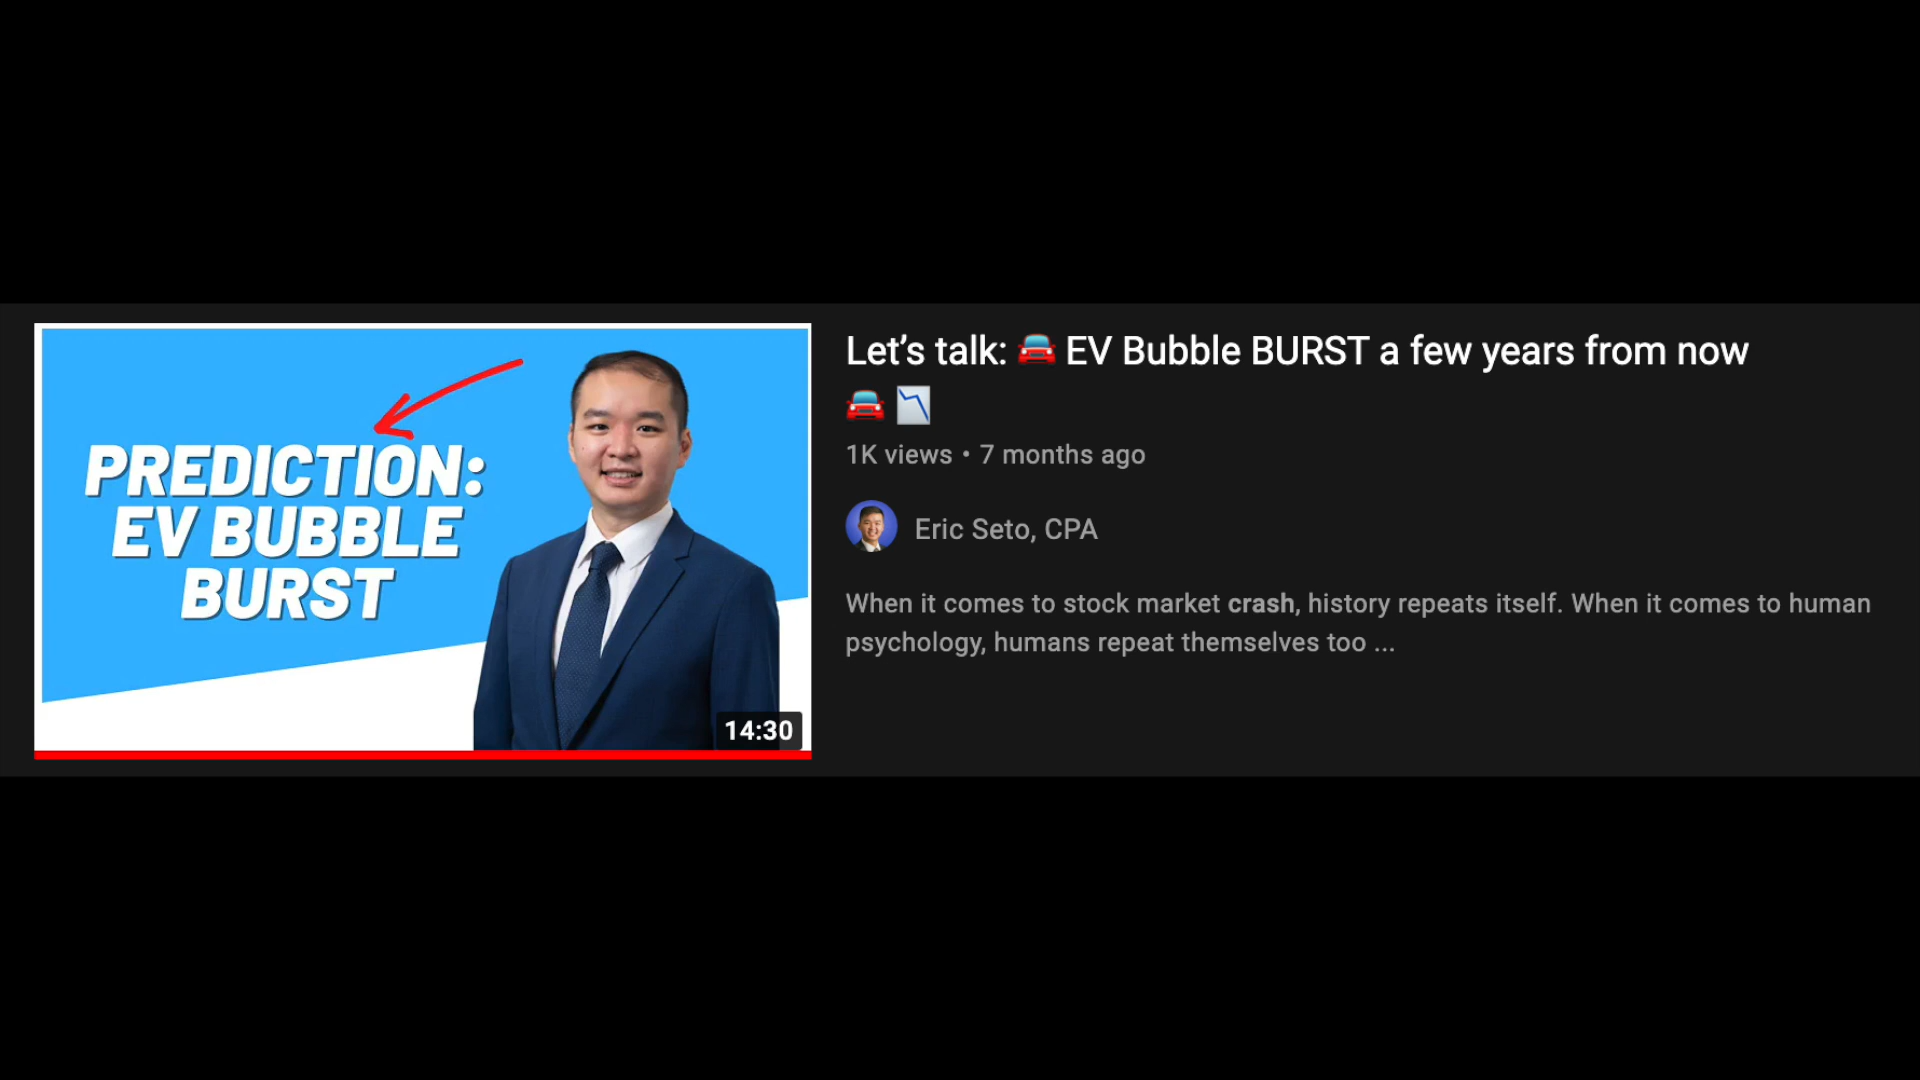 PREDICTION:
EV BUBBLE
BURST
14:30
Let’s talk: 🚘 EV Bubble BURST a few years from now
🚘 📉
1K views • 7 months ago
Eric Seto, CPA
When it comes to stock market crash, history repeats itself. When it comes to human
psychology, humans repeat themselves too ...